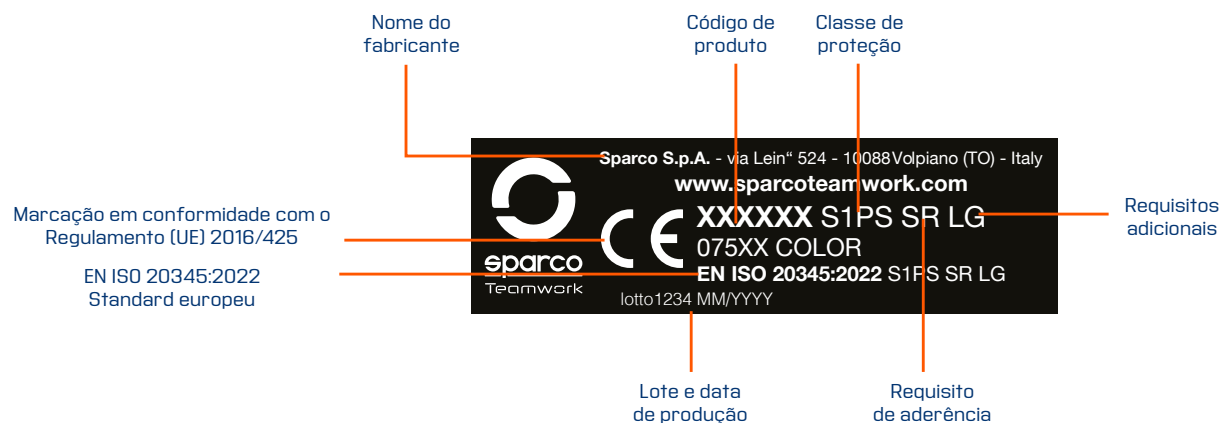 Nome do
fabricante
Código de
produto
Classe de
proteção
Sparco S.p.A. - via Lein“ 524 - 10088Volpiano (TO) - Italy
www.sparcoteamwork.com
XXXXXX S1PS SR LG
075XX COLOR
EN ISO 20345:2022 S1PS SR LG
lotto1234 MM/YYYY
CE
sparco
Teamwork
Marcação em conformidade com o
Regulamento (UE) 2016/425
EN ISO 20345:2022
Standard europeu
Requisitos
adicionais
Lote e data
de produção
Requisito
de aderência